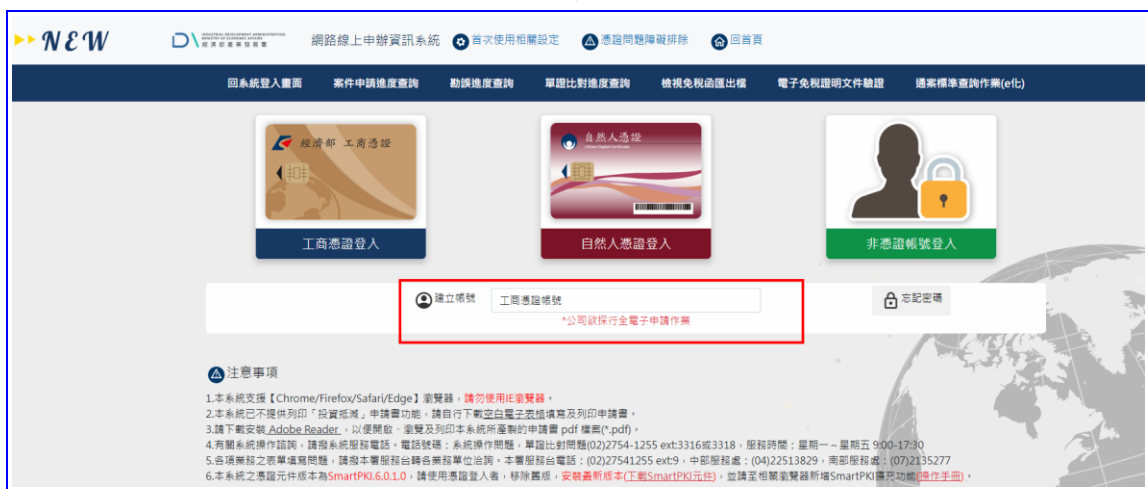 NEW
INDUSTRIAL DEVELOPMENT ADMINISTRATION,
MINISTRY OF ECONOMIC AFFAIRS
經濟部產業發展署
網路線上申辦資訊系統 首次使用相關設定 憑證問題障礙排除 回首頁
回系統登入畫面 案件申請進度查詢 勘誤進度查詢 單證比對進度查詢 檢視免稅函匯出檔 電子免稅證明文件驗證 通案標準查詢作業(e化)
經濟部 工商憑證
自然人憑證
Citizen Digital Certificate
工商憑證登入 自然人憑證登入 非憑證帳號登入
建立帳號 工商憑證帳號 忘記密碼
*公司欲採行全電子申請作業
注意事項
1.本系統支援【Chrome/Firefox/Safari/Edge】瀏覽器,請勿使用IE瀏覽器。
2.本系統已不提供列印「投資抵減」申請書功能,請自行下載空白電子表格填寫及列印申請書。
3.請下載安裝 Adobe Reader ,以便開啟、瀏覽及列印本系統所產製的申請書 pdf 檔案(*.pdf)。
4.有關系統操作諮詢,請撥系統服務電話。電話號碼:系統操作問題,單證比對問題(02)2754-1255 ext:3316或3318,服務時間:星期一~星期五 9:00-17:30
5.各項業務之表單填寫問題,請撥本署服務台轉各業務單位洽詢。本署服務台電話:(02)27541255 ext:9,中部服務處:(04)22513829,南部服務處:(07)2135277
6.本系統之憑證元件版本為SmartPKI.6.0.1.0,請使用憑證登入者,移除舊版,安裝最新版本(下載SmartPKI元件),並請至相關瀏覽器新增SmartPKI擴充功能(操作手冊)。